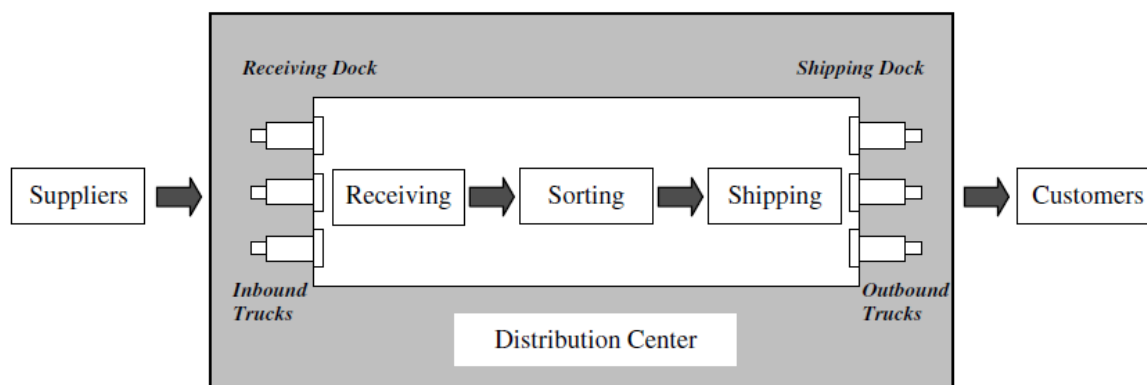 Receiving Dock
Shipping Dock
Suppliers
Receiving
Sorting
Shipping
Customers
Inbound
Trucks
Outbound
Trucks
Distribution Center